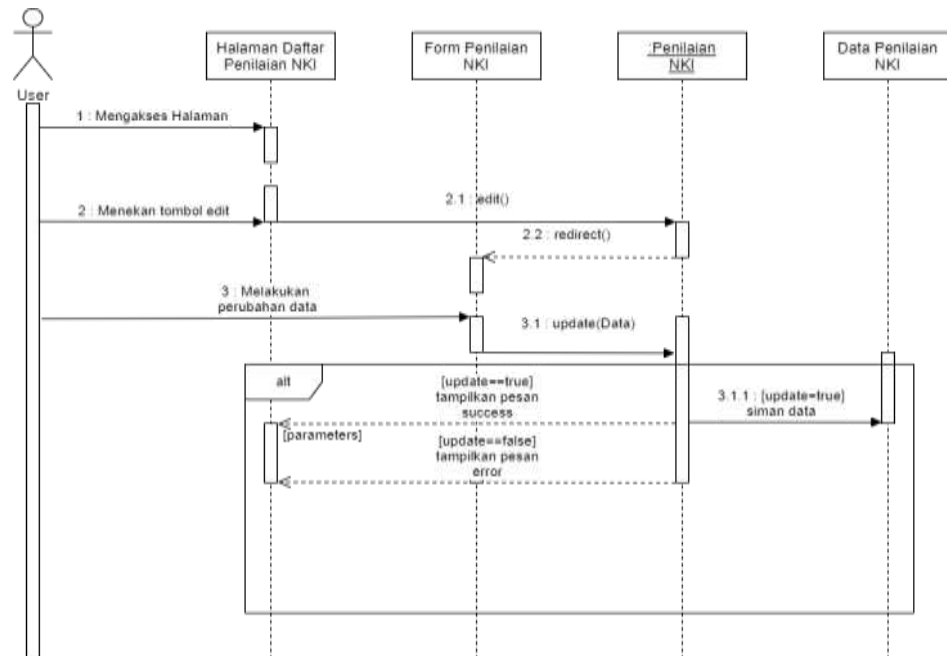 User
Halaman Daftar
Penilaian NKI
Form Penilaian
NKI
:Penilaian
NKI
Data Penilaian
NKI
1 : Mengakses Halaman
2 : Menekan tombol edit
2.1 : edit()
2.2 : redirect()
3 : Melakukan
perubahan data
3.1 : update(Data)
alt
[update==true]
tampilkan pesan
success
3.1.1 : [update=true]
siman data
[parameters]
[update==false]
tampilkan pesan
error